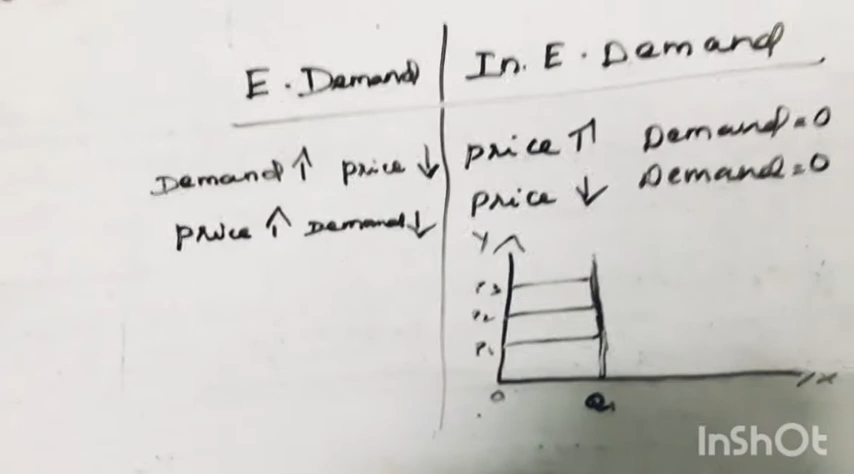 E. Demand
Demand ↑ price ↓
price ↑ Demand ↓
In. E. Demand
price ↑ Demand = 0
price ↓ Demand = 0
Y
P3
P2
P1
O Q1 X
InShOt